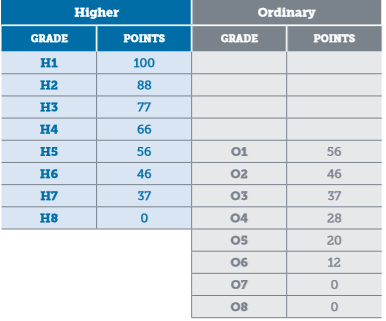 Higher Ordinary
GRADE POINTS GRADE POINTS
H1 100
H2 88
H3 77
H4 66
H5 56 O1 56
H6 46 O2 46
H7 37 O3 37
H8 0 O4 28
O5 20
O6 12
O7 0
O8 0